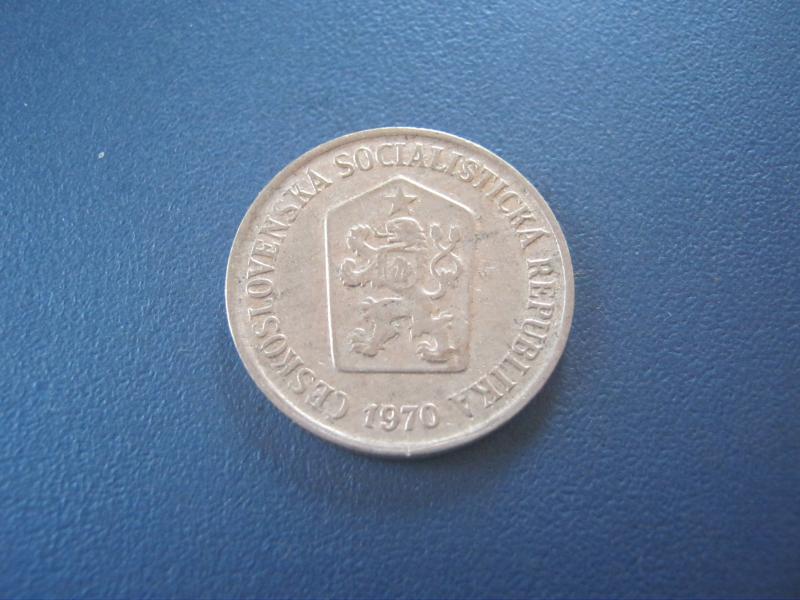 ČESKOSLOVENSKÁ SOCIALISTICKÁ REPUBLIKA
1970